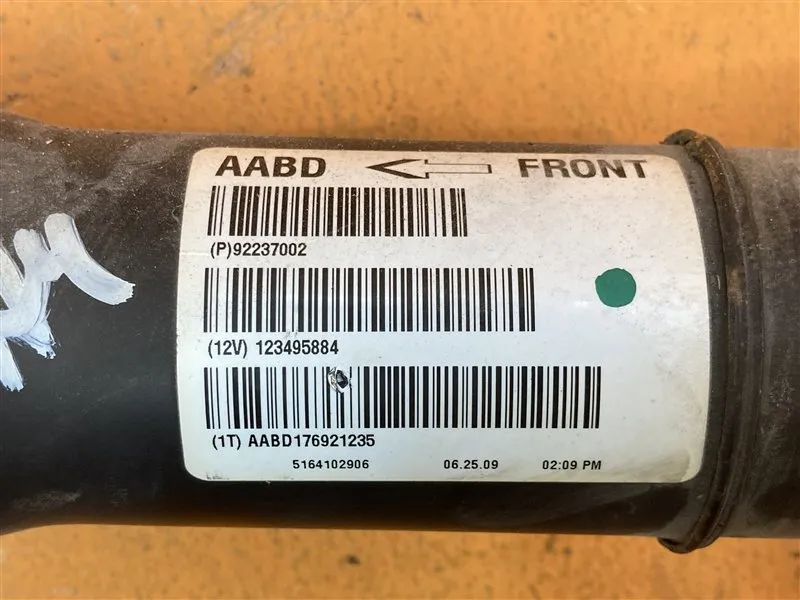 AABD FRONT
(P)92237002
(12V) 123495884
(1T) AABD176921235
5164102906 06.25.09 02:09 PM